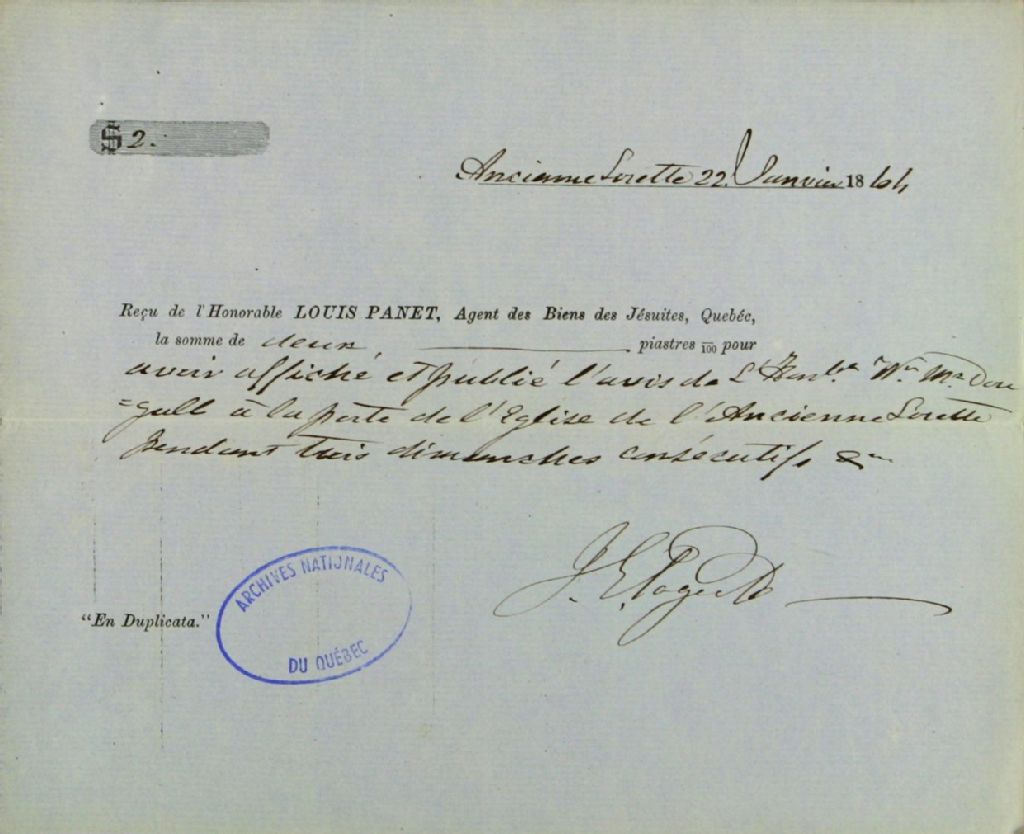 $ 2.
Ancienne Lorette 22. Janvier 1864
Reçu de l'Honorable LOUIS PANET, Agent des Biens des Jésuites, Quebéc,
la somme de deux piastres /100 pour
avoir affiché et publié l'avis de L'Honble Wm McDou
=gall à la porte de l'Eglise de l'Ancienne Lorette
pendant trois dimanches consécutifs &a
J. E.
ARCHIVES NATIONALES
DU QUÉBEC
"En Duplicata."